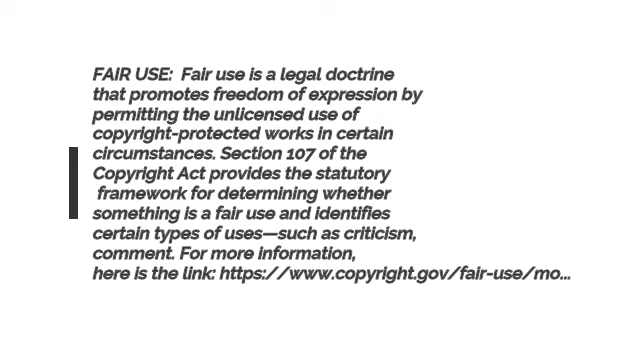 FAIR USE:  Fair use is a legal doctrine
that promotes freedom of expression by
permitting the unlicensed use of
copyright-protected works in certain
circumstances. Section 107 of the
Copyright Act provides the statutory
framework for determining whether
something is a fair use and identifies
certain types of uses—such as criticism,
comment. For more information,
here is the link: https://www.copyright.gov/fair-use/mo...